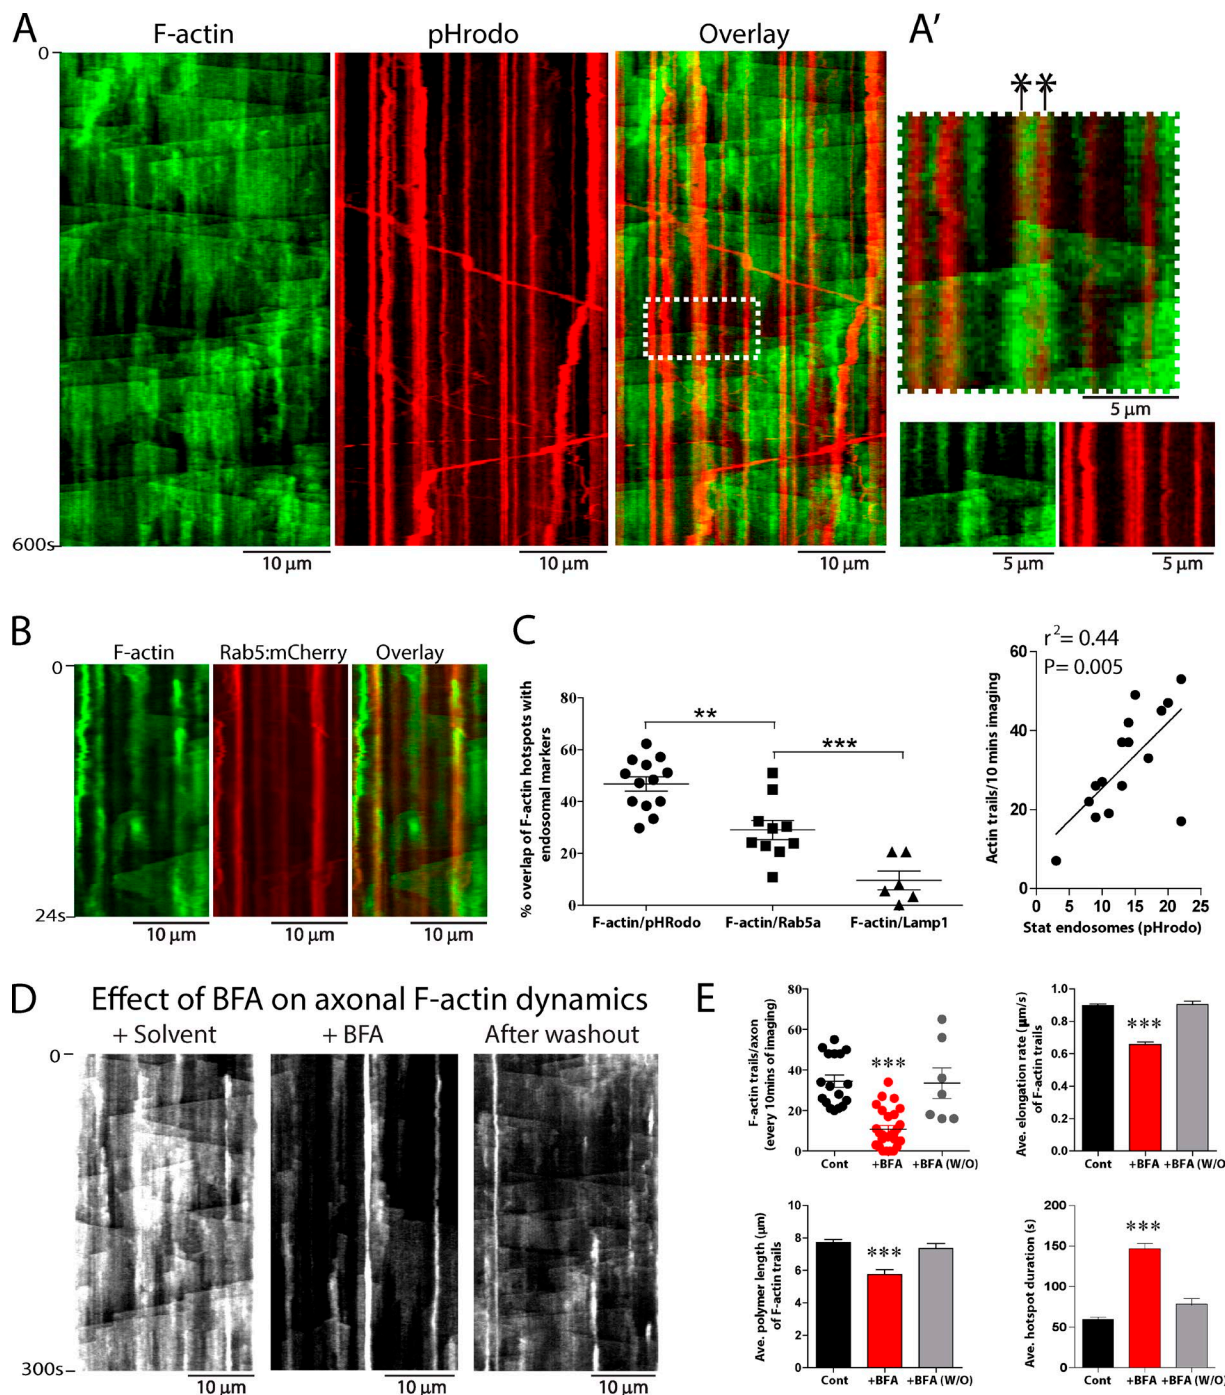 A
F-actin
pHrodo
Overlay
0
600s
10 µm
10 µm
10 µm
A'
**
5 µm
5 µm
5 µm
B
F-actin
Rab5:mCherry
Overlay
0
24s
10 µm
10 µm
10 µm
C
% overlap of F-actin hotspots with
endosomal markers
80
60
40
20
0
**
***
F-actin/pHRodo
F-actin/Rab5a
F-actin/Lamp1
r²= 0.44
P= 0.005
Actin trails/10 mins imaging
60
40
20
0
0 5 10 15 20 25
Stat endosomes (pHrodo)
D
Effect of BFA on axonal F-actin dynamics
+ Solvent
+ BFA
After washout
0
300s
10 µm
10 µm
10 µm
E
F-actin trails/axon
(every 10mins of imaging)
80
60
40
20
0
***
Cont
+BFA
+BFA (W/O)
Ave. elongation rate (µm/s)
of F-actin trails
1.0
0.8
0.6
0.4
0.2
0.0
***
Cont
+BFA
+BFA (W/O)
Ave. polymer length (µm)
of F-actin trails
10
8
6
4
2
0
***
Cont
+BFA
+BFA (W/O)
Ave. hotspot duration (s)
200
150
100
50
0
***
Cont
+BFA
+BFA (W/O)